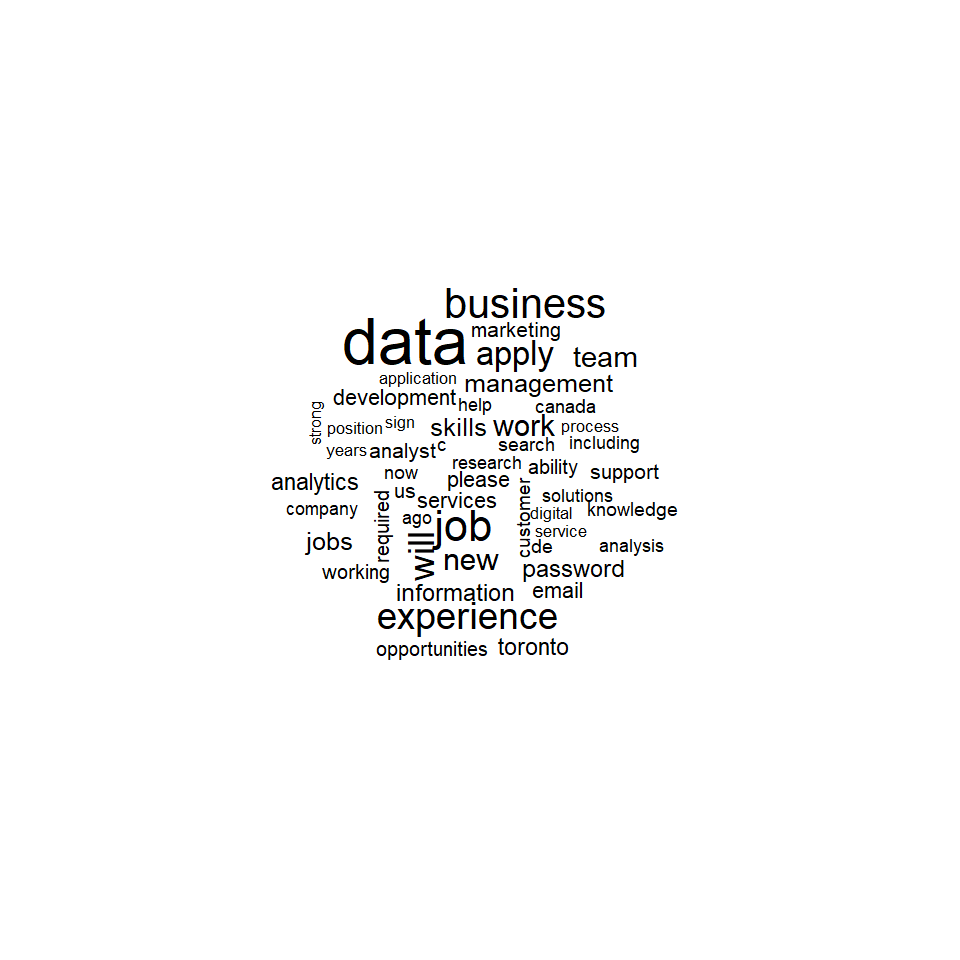 business
data
marketing
apply
team
application
management
development
help
canada
strong
position
sign
skills
work
process
years
analyst
c
search
including
analytics
now
research
ability
support
please
company
required
us
services
customer
solutions
knowledge
ago
job
digital
service
jobs
will
de
analysis
new
working
password
information
email
experience
opportunities
toronto